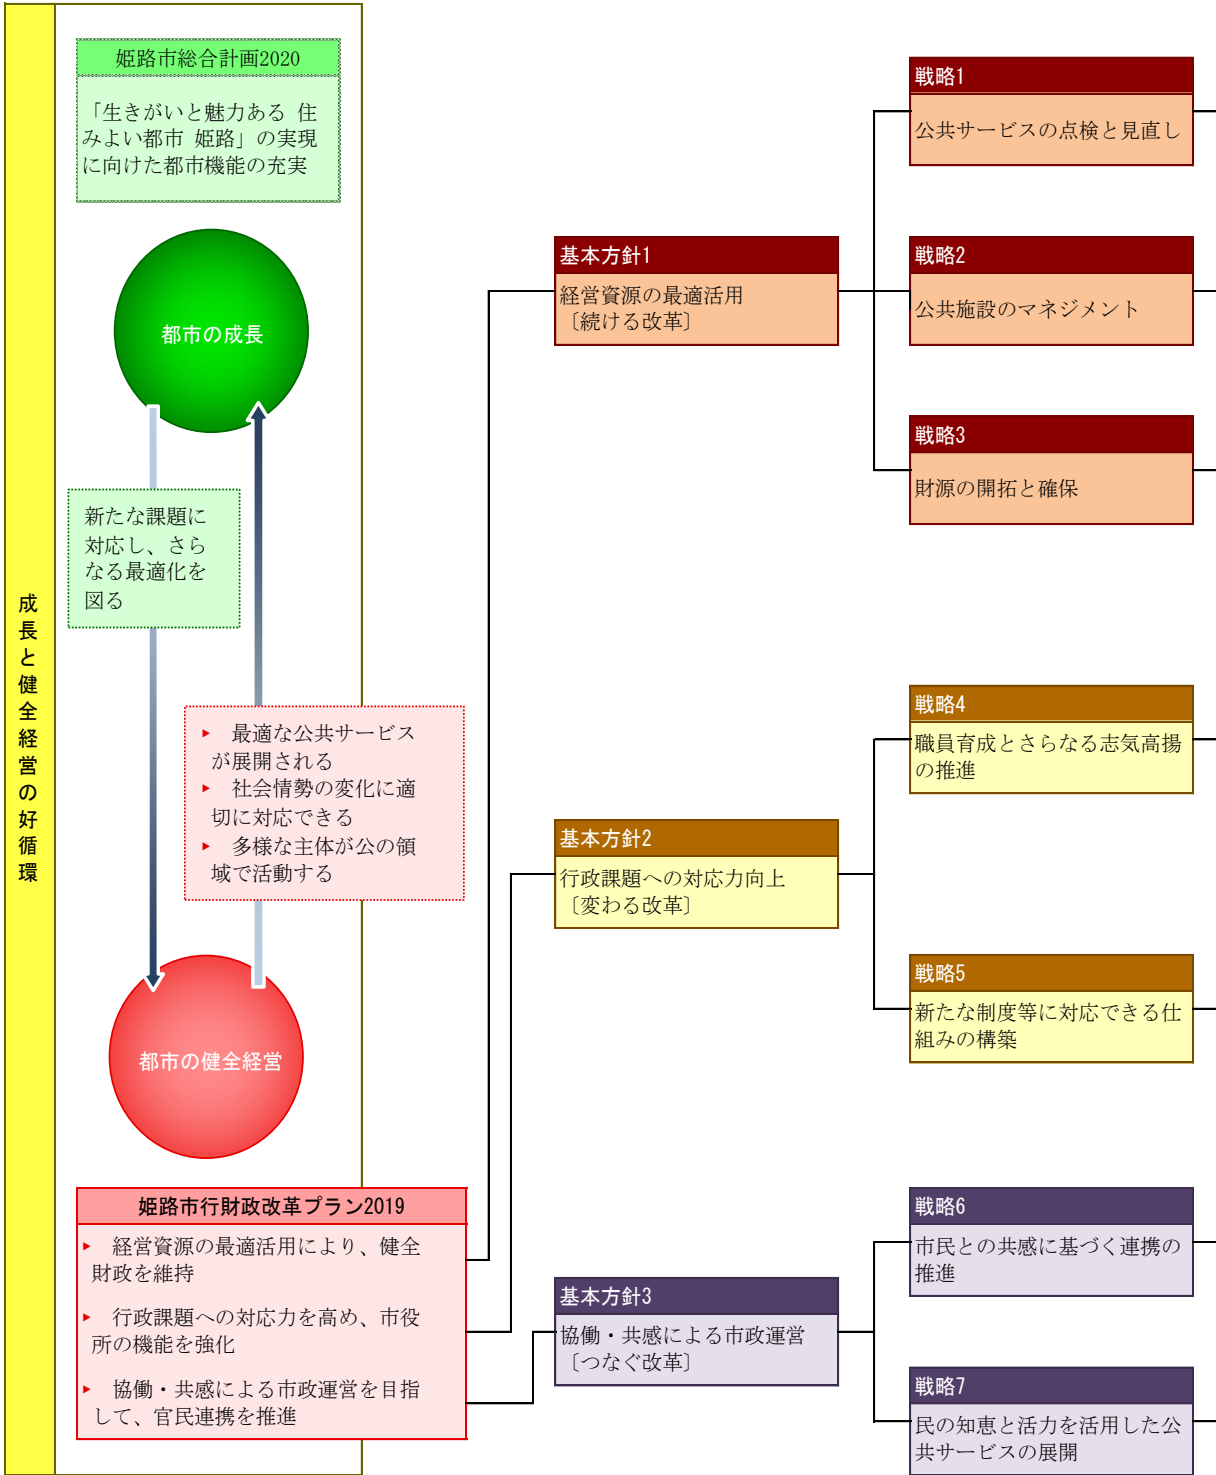 成長と健全経営の好循環
姫路市総合計画2020
「生きがいと魅力ある 住
みよい都市 姫路」の実現
に向けた都市機能の充実
都市の成長
新たな課題に
対応し、さら
なる最適化を
図る
▸ 最適な公共サービス
が展開される
▸ 社会情勢の変化に適
切に対応できる
▸ 多様な主体が公の領
域で活動する
都市の健全経営
姫路市行財政改革プラン2019
▸ 経営資源の最適活用により、健全
財政を維持
▸ 行政課題への対応力を高め、市役
所の機能を強化
▸ 協働・共感による市政運営を目指
して、官民連携を推進
基本方針1
経営資源の最適活用
〔続ける改革〕
戦略1
公共サービスの点検と見直し
戦略2
公共施設のマネジメント
戦略3
財源の開拓と確保
基本方針2
行政課題への対応力向上
〔変わる改革〕
戦略4
職員育成とさらなる志気高揚
の推進
戦略5
新たな制度等に対応できる仕
組みの構築
基本方針3
協働・共感による市政運営
〔つなぐ改革〕
戦略6
市民との共感に基づく連携の
推進
戦略7
民の知恵と活力を活用した公
共サービスの展開